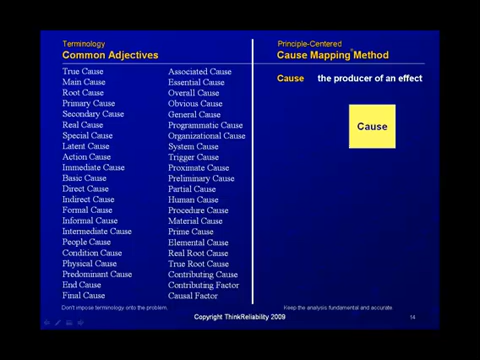 Terminology
Common Adjectives
True Cause
Main Cause
Root Cause
Primary Cause
Secondary Cause
Real Cause
Special Cause
Latent Cause
Action Cause
Immediate Cause
Basic Cause
Direct Cause
Indirect Cause
Formal Cause
Informal Cause
Intermediate Cause
People Cause
Condition Cause
Physical Cause
Predominant Cause
End Cause
Final Cause
Associated Cause
Essential Cause
Overall Cause
Obvious Cause
General Cause
Programmatic Cause
Organizational Cause
System Cause
Trigger Cause
Proximate Cause
Preliminary Cause
Partial Cause
Human Cause
Procedure Cause
Material Cause
Prime Cause
Elemental Cause
Real Root Cause
True Root Cause
Contributing Cause
Contributing Factor
Causal Factor
Don't impose terminology onto the problem.
Principle-Centered
Cause Mapping Method
Cause the producer of an effect
Cause
Keep the analysis fundamental and accurate.
Copyright ThinkReliability 2009
14